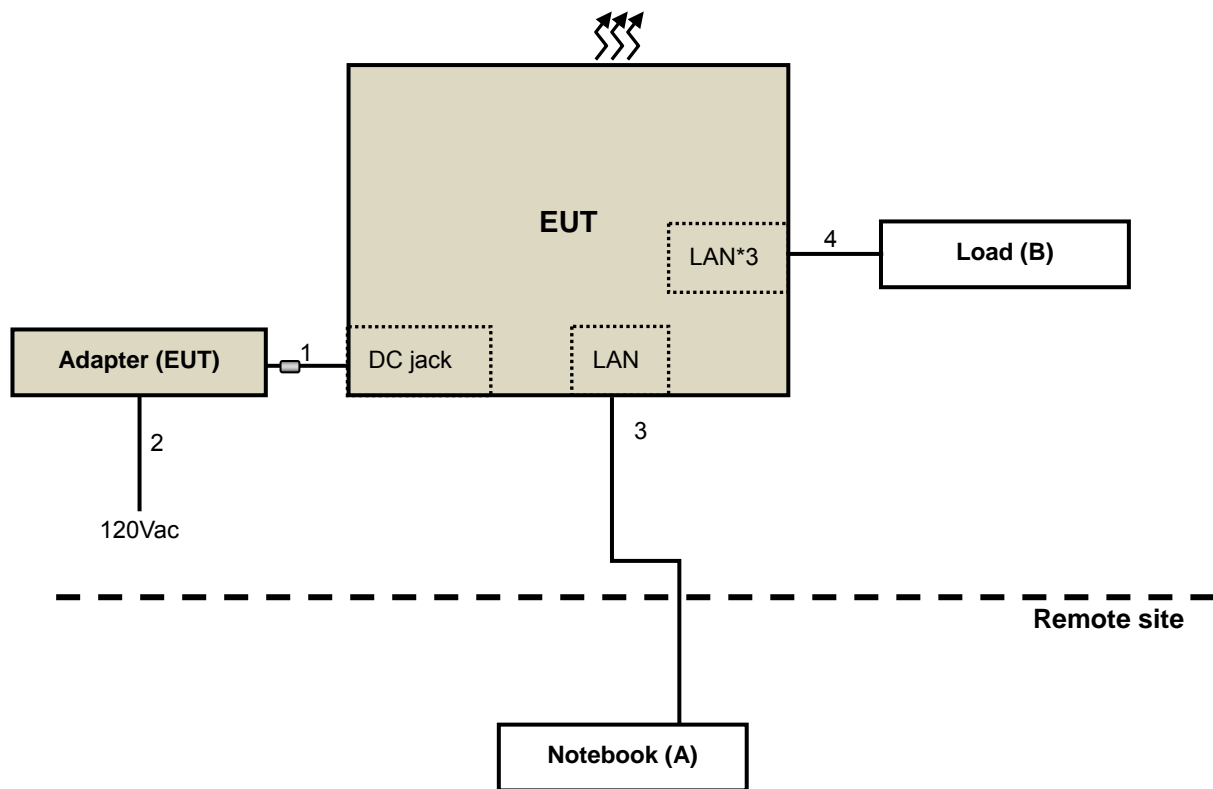 EUT
LAN*3
4
Load (B)
Adapter (EUT)
1
DC jack
LAN
2
3
120Vac
Remote site
Notebook (A)